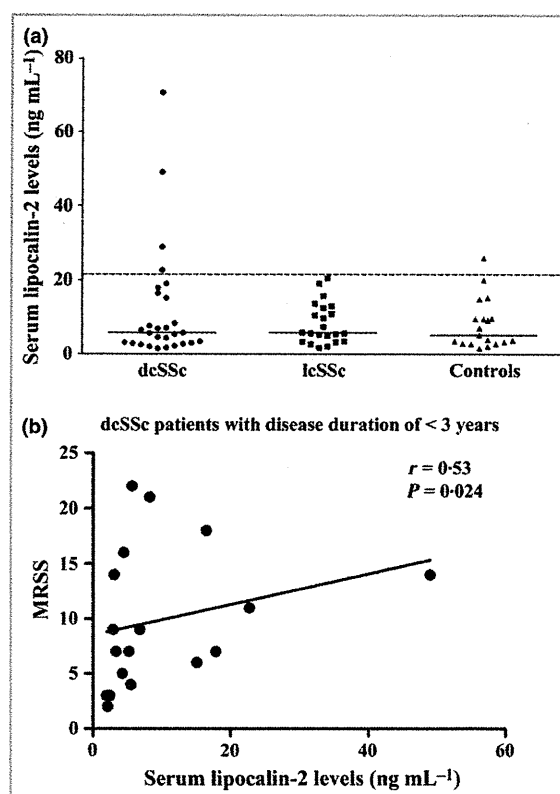 (a)
Serum lipocalin-2 levels (ng mL⁻¹)
80
60
40
20
0
dcSSc
lcSSc
Controls
(b)
dcSSc patients with disease duration of < 3 years
r = 0·53
P = 0·024
MRSS
25
20
15
10
5
0
0
20
40
60
Serum lipocalin-2 levels (ng mL⁻¹)